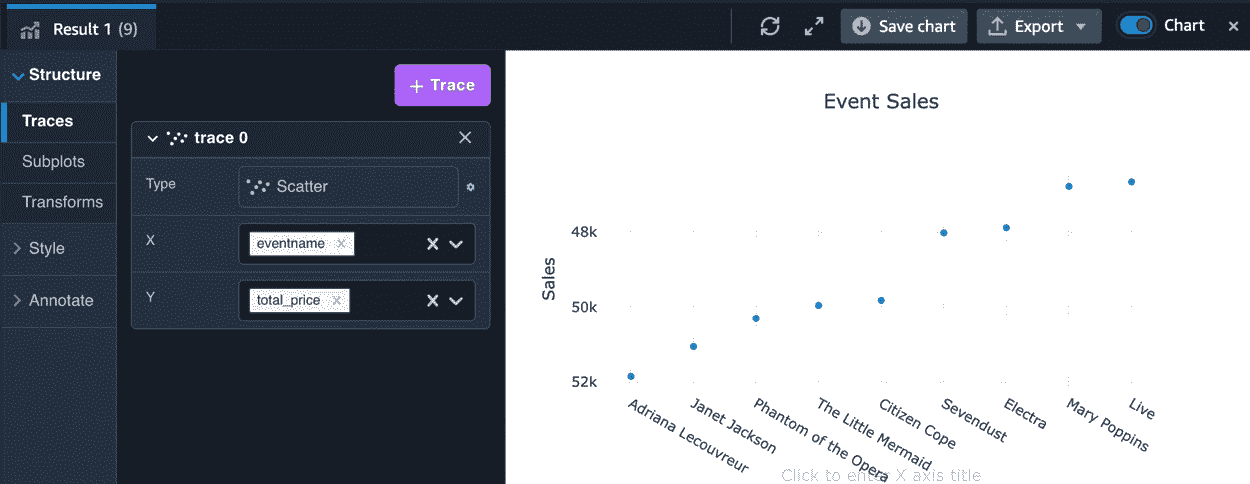 Result 1 (9)
Save chart
Export
Chart
Structure
Traces
Subplots
Transforms
Style
Annotate
+ Trace
trace 0
Type
Scatter
X
eventname
Y
total_price
Event Sales
Sales
48k
50k
52k
Adriana Lecouvreur
Janet Jackson
Phantom of the Opera
The Little Mermaid
Citizen Cope
Sevendust
Electra
Mary Poppins
Live
Click to enter X axis title